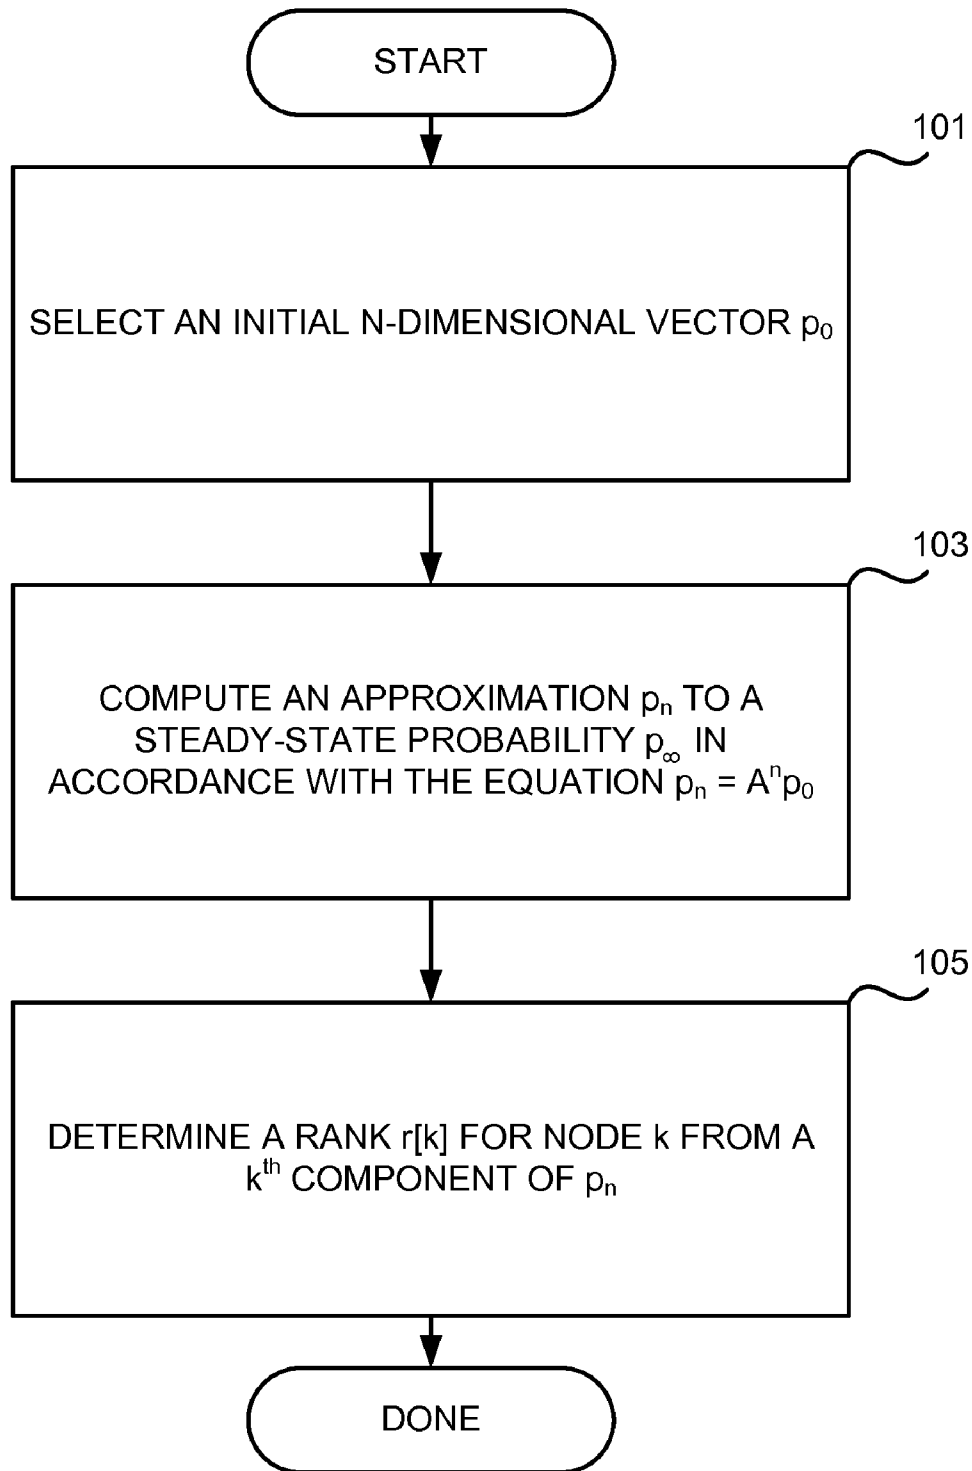 START
101
SELECT AN INITIAL N-DIMENSIONAL VECTOR p₀
103
COMPUTE AN APPROXIMATION pₙ TO A
STEADY-STATE PROBABILITY p∞ IN
ACCORDANCE WITH THE EQUATION pₙ = Aⁿp₀
105
DETERMINE A RANK r[k] FOR NODE k FROM A
kᵗʰ COMPONENT OF pₙ
DONE